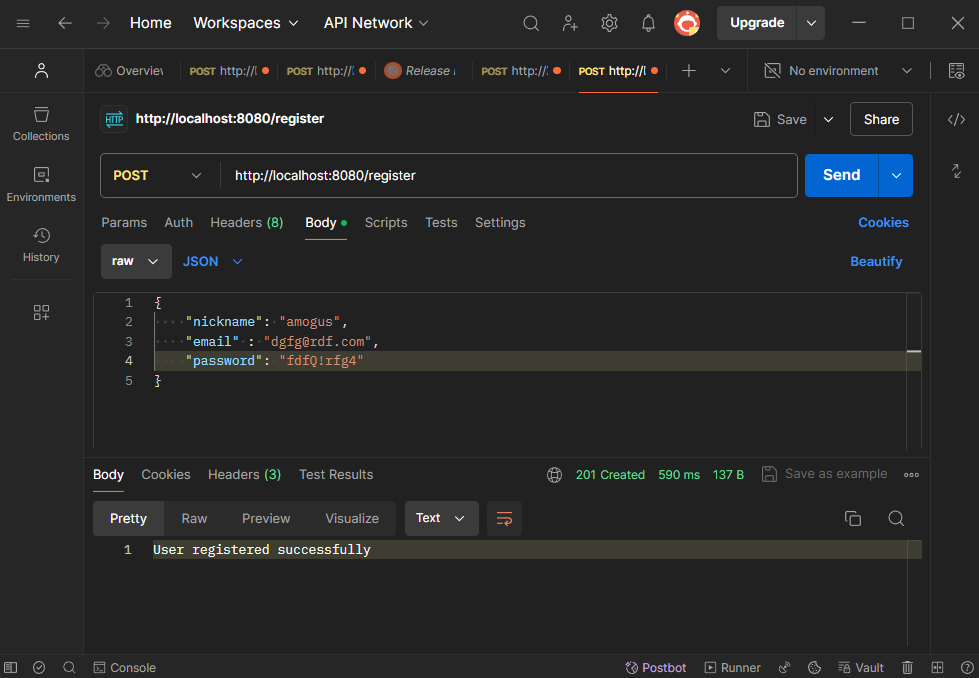 Home Workspaces API Network Upgrade
Overview POST http://l POST http://l Release POST http:// POST http://l No environment
HTTP http://localhost:8080/register Save Share
Collections
Environments
History
POST http://localhost:8080/register Send
Params Auth Headers (8) Body Scripts Tests Settings Cookies
raw JSON Beautify
1 {
2 "nickname": "amogus",
3 "email" : "dgfg@rdf.com",
4 "password": "fdfQ!rfg4"
5 }
Body Cookies Headers (3) Test Results 201 Created 590 ms 137 B Save as example
Pretty Raw Preview Visualize Text
1 User registered successfully
Console Postbot Runner Vault